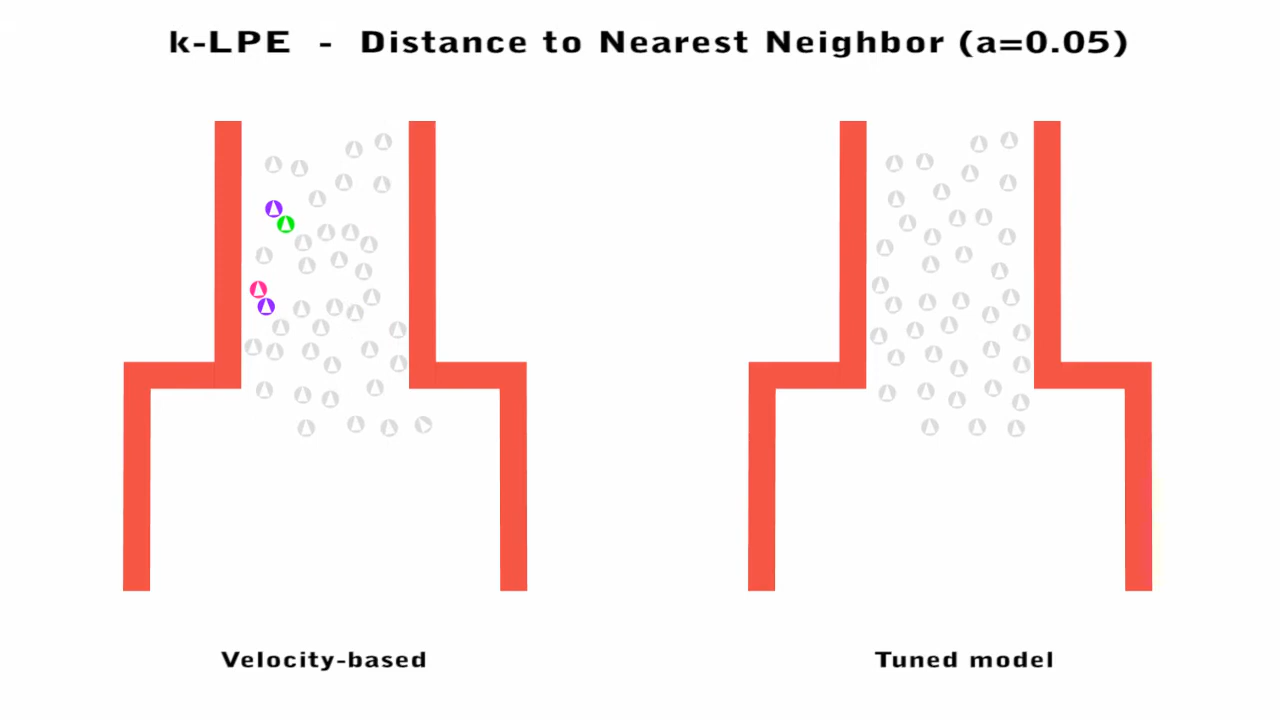 k-LPE - Distance to Nearest Neighbor (a=0.05)
Velocity-based
Tuned model